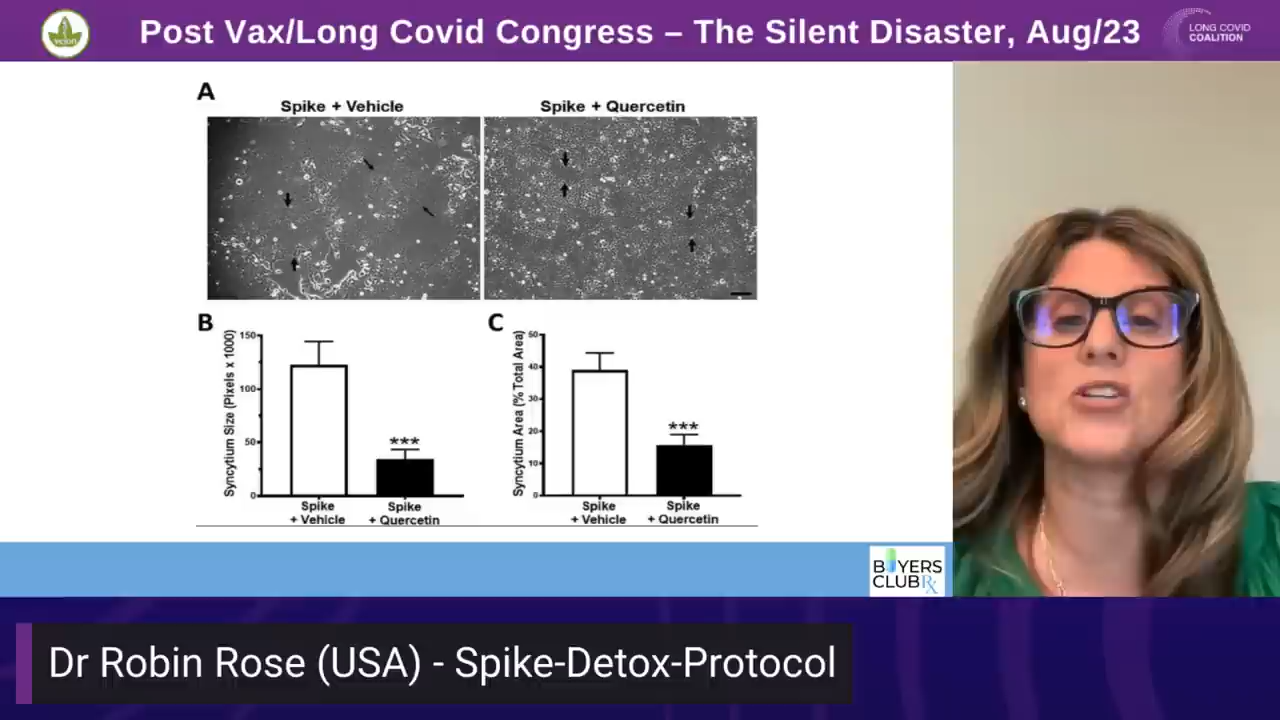 Post Vax/Long Covid Congress – The Silent Disaster, Aug/23
LONG COVID
COALITION
A
Spike + Vehicle
Spike + Quercetin
B
Syncytium Size (Pixels x 1000)
150
100
50
0
***
Spike
+ Vehicle
Spike
+ Quercetin
C
Syncytium Area (% Total Area)
50
40
30
20
10
0
***
Spike
+ Vehicle
Spike
+ Quercetin
BUYERS
CLUB Rx
Dr Robin Rose (USA) - Spike-Detox-Protocol